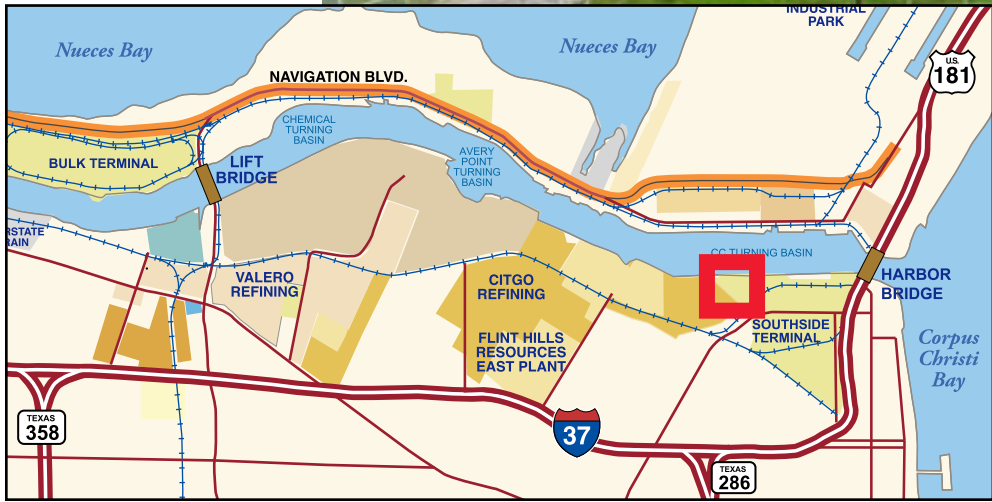 INDUSTRIAL
PARK
Nueces Bay
Nueces Bay
U.S.
181
NAVIGATION BLVD.
CHEMICAL
TURNING
BASIN
AVERY
POINT
TURNING
BASIN
BULK TERMINAL
LIFT
BRIDGE
RSTATE
RAIN
CC TURNING BASIN
VALERO
REFINING
CITGO
REFINING
HARBOR
BRIDGE
SOUTHSIDE
TERMINAL
FLINT HILLS
RESOURCES
EAST PLANT
Corpus
Christi
Bay
TEXAS
358
37
TEXAS
286